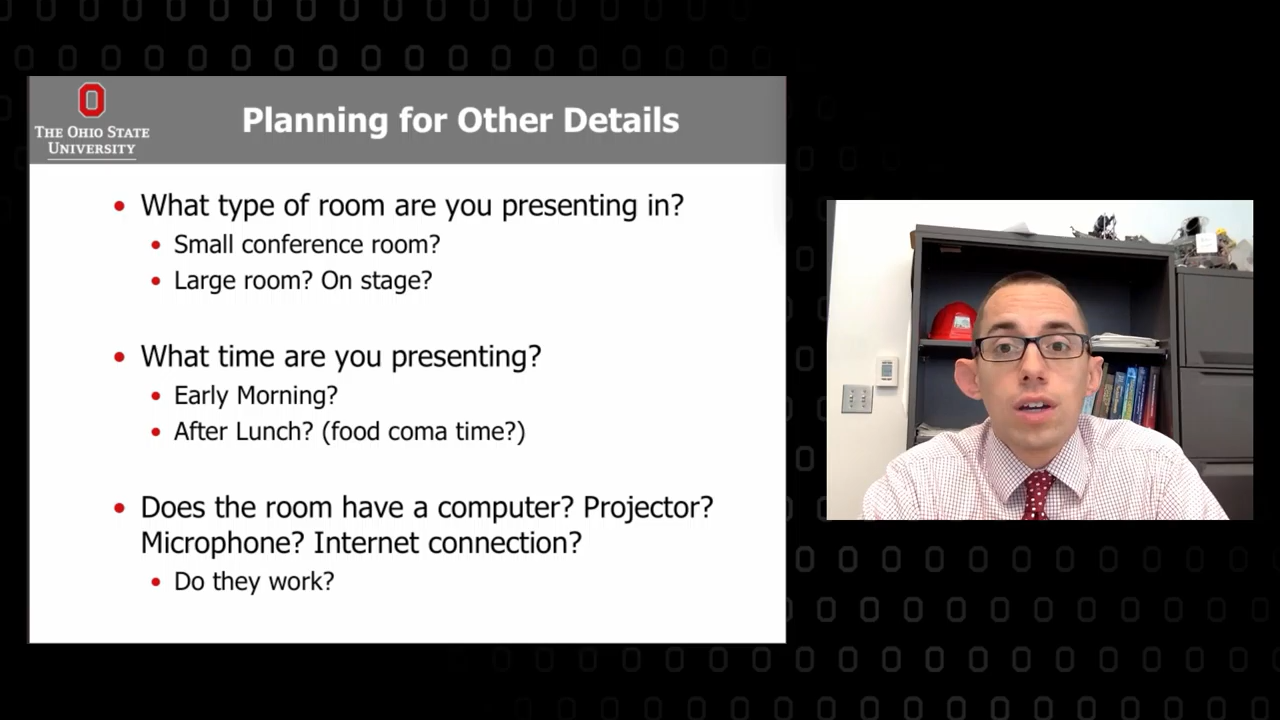 THE OHIO STATE
UNIVERSITY
Planning for Other Details
• What type of room are you presenting in?
• Small conference room?
• Large room? On stage?
• What time are you presenting?
• Early Morning?
• After Lunch? (food coma time?)
• Does the room have a computer? Projector?
Microphone? Internet connection?
• Do they work?